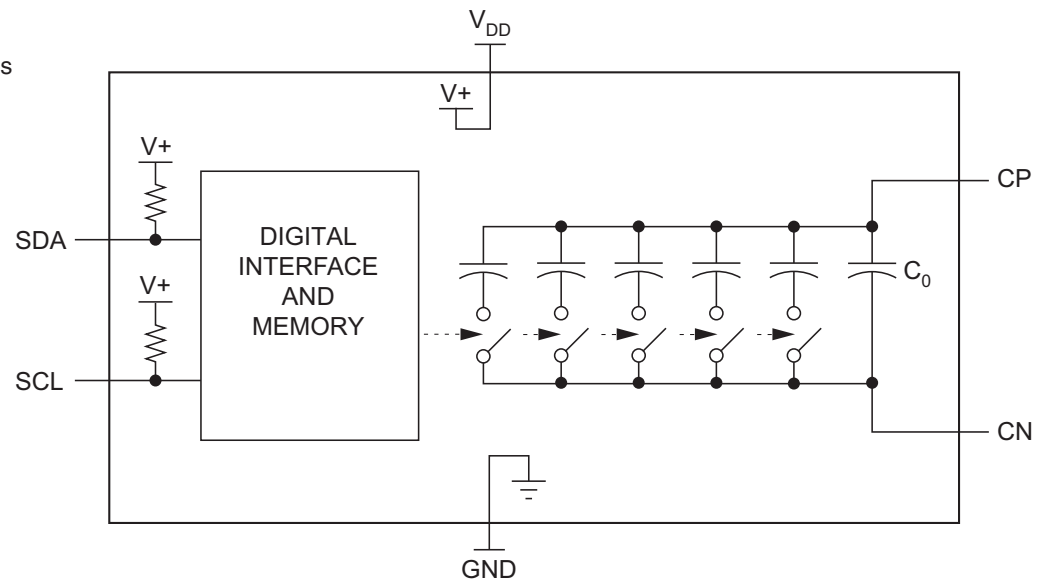 V_DD
s
V+
V+
CP
SDA
DIGITAL
INTERFACE
AND
MEMORY
C_0
V+
SCL
CN
GND